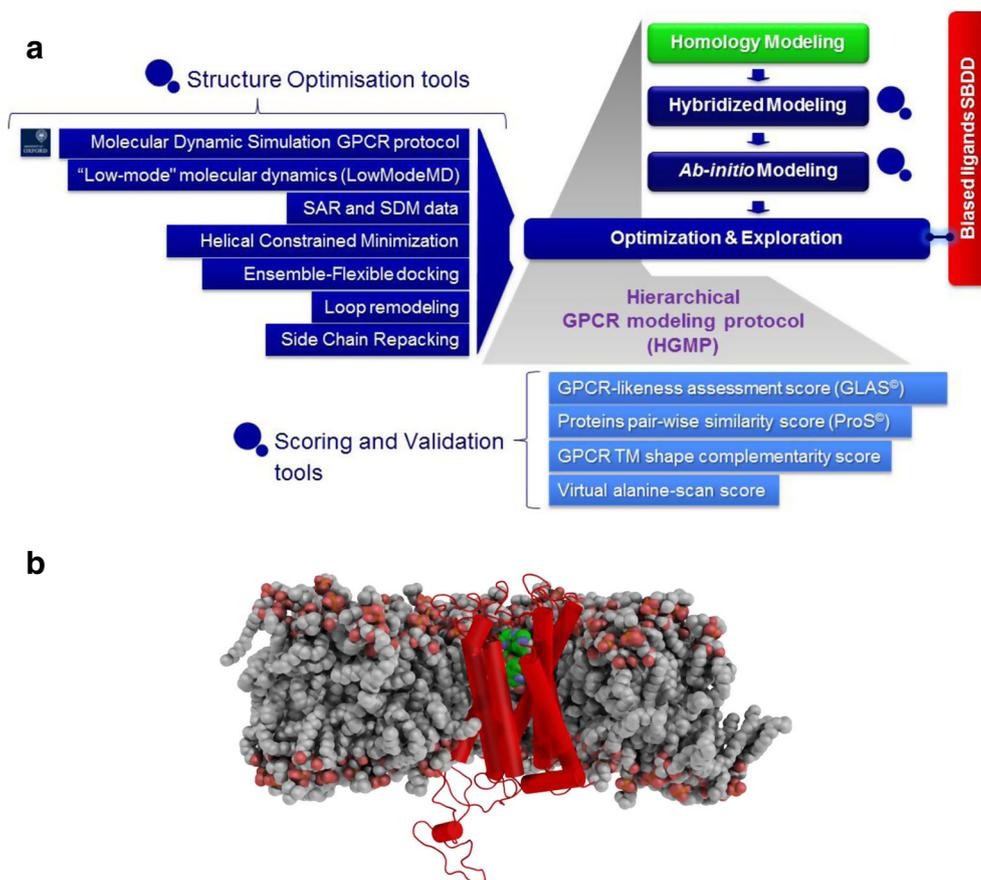 a
Structure Optimisation tools
UNIVERSITY OF
OXFORD
Molecular Dynamic Simulation GPCR protocol
“Low-mode" molecular dynamics (LowModeMD)
SAR and SDM data
Helical Constrained Minimization
Ensemble-Flexible docking
Loop remodeling
Side Chain Repacking
Homology Modeling
Hybridized Modeling
Ab-initio Modeling
Optimization & Exploration
Biased ligands SBDD
Hierarchical
GPCR modeling protocol
(HGMP)
Scoring and Validation
tools
GPCR-likeness assessment score (GLAS©)
Proteins pair-wise similarity score (ProS©)
GPCR TM shape complementarity score
Virtual alanine-scan score
b